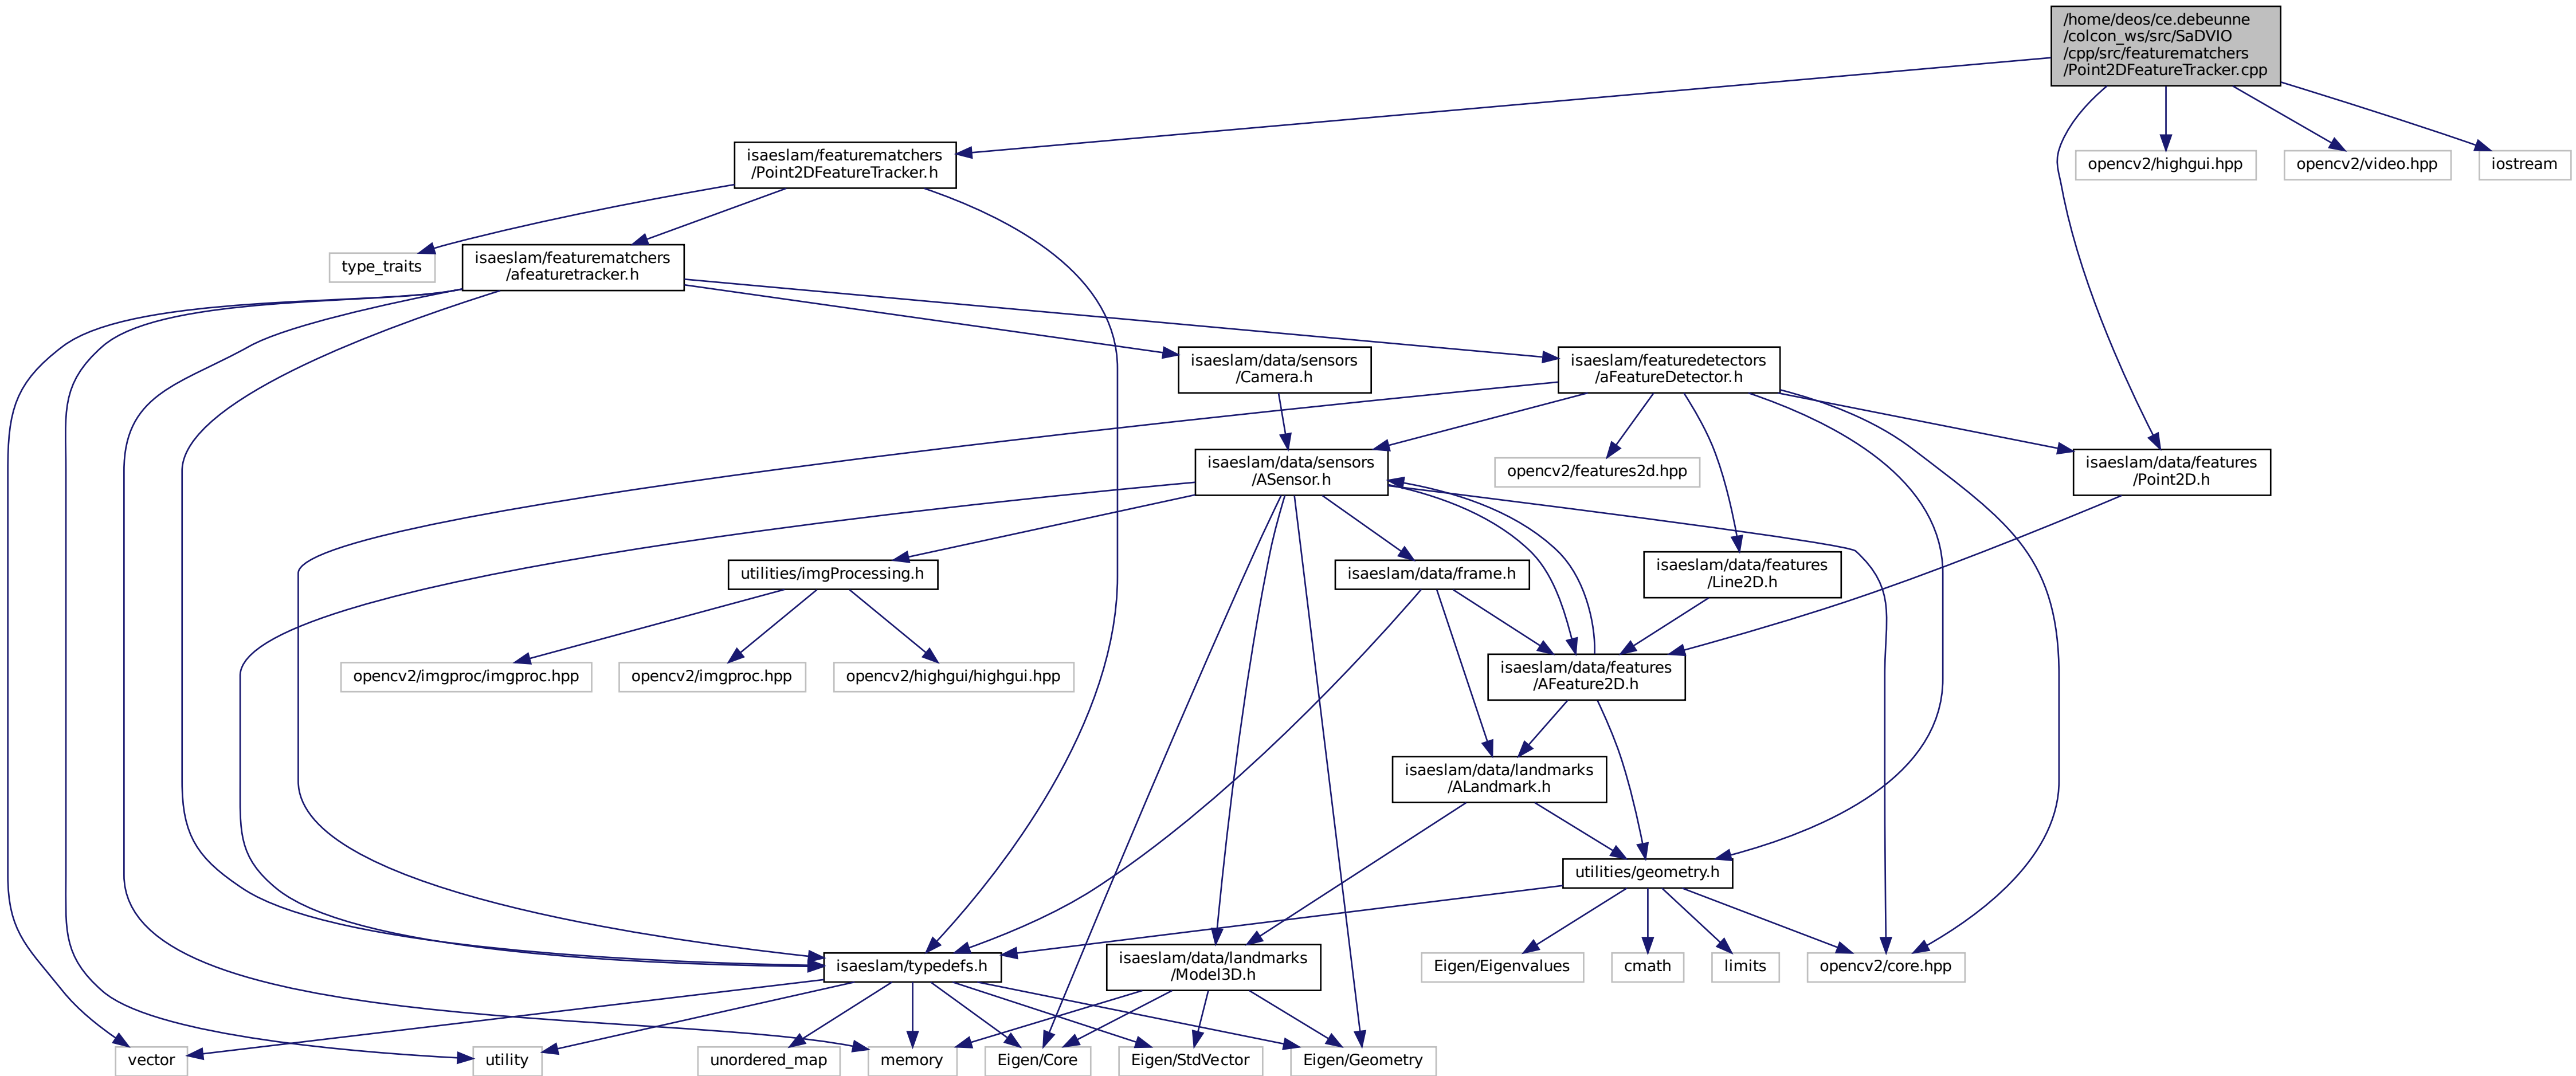 /home/deos/ce.debeunne
/colcon_ws/src/SaDVIO
/cpp/src/featurematchers
/Point2DFeatureTracker.cpp
isaeslam/featurematchers
/Point2DFeatureTracker.h
opencv2/highgui.hpp
opencv2/video.hpp
iostream
type_traits
isaeslam/featurematchers
/afeaturetracker.h
isaeslam/data/sensors
/Camera.h
isaeslam/featuredetectors
/aFeatureDetector.h
isaeslam/data/sensors
/ASensor.h
opencv2/features2d.hpp
isaeslam/data/features
/Point2D.h
utilities/imgProcessing.h
isaeslam/data/frame.h
isaeslam/data/features
/Line2D.h
opencv2/imgproc/imgproc.hpp
opencv2/imgproc.hpp
opencv2/highgui/highgui.hpp
isaeslam/data/features
/AFeature2D.h
isaeslam/data/landmarks
/ALandmark.h
utilities/geometry.h
isaeslam/typedefs.h
isaeslam/data/landmarks
/Model3D.h
Eigen/Eigenvalues
cmath
limits
opencv2/core.hpp
vector
utility
unordered_map
memory
Eigen/Core
Eigen/StdVector
Eigen/Geometry